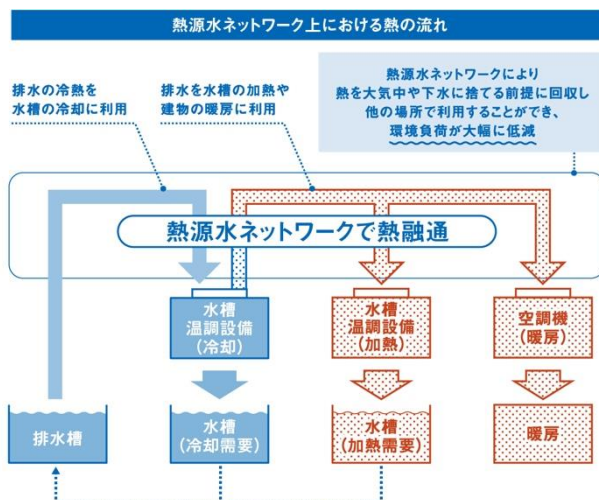 熱源水ネットワーク上における熱の流れ
排水の冷熱を
水槽の冷却に利用
排水を水槽の加熱や
建物の暖房に利用
熱源水ネットワークにより
熱を大気中や下水に捨てる前提に回収し
他の場所で利用することができ、
環境負荷が大幅に低減
熱源水ネットワークで熱融通
水槽
温調設備
(冷却)
水槽
温調設備
(加熱)
空調機
(暖房)
排水槽
水槽
(冷却需要)
水槽
(加熱需要)
暖房